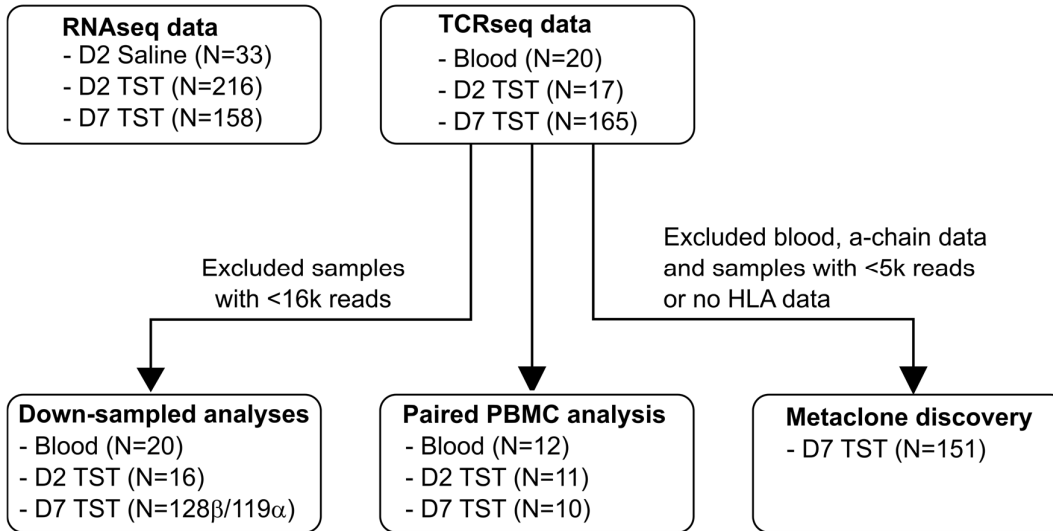 RNAseq data
- D2 Saline (N=33)
- D2 TST (N=216)
- D7 TST (N=158)
TCRseq data
- Blood (N=20)
- D2 TST (N=17)
- D7 TST (N=165)
Excluded samples
with <16k reads
Excluded blood, a-chain data
and samples with <5k reads
or no HLA data
Down-sampled analyses
- Blood (N=20)
- D2 TST (N=16)
- D7 TST (N=128β/119α)
Paired PBMC analysis
- Blood (N=12)
- D2 TST (N=11)
- D7 TST (N=10)
Metaclone discovery
- D7 TST (N=151)